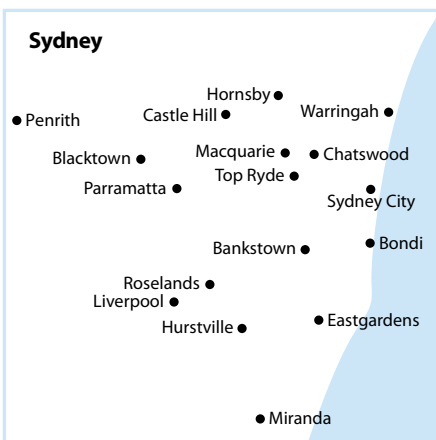 Sydney
Hornsby
Castle Hill
Warringah
Penrith
Macquarie
Chatswood
Blacktown
Top Ryde
Parramatta
Sydney City
Bankstown
Bondi
Roselands
Liverpool
Hurstville
Eastgardens
Miranda